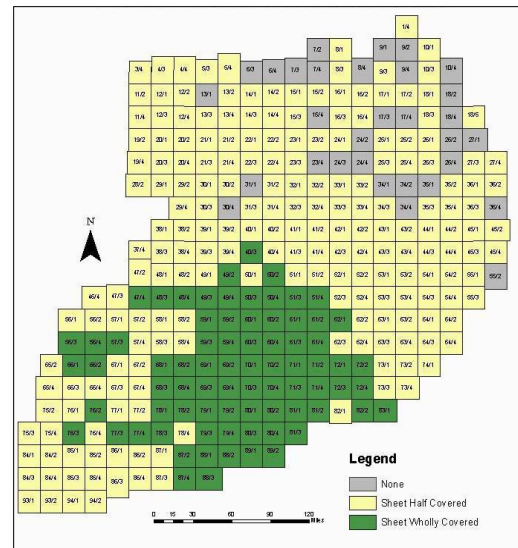 1/4
7/2 8/1 9/1 9/2 10/1
3/4 4/3 4/4 5/3 5/4 6/3 6/4 7/3 7/4 8/3 8/4 9/3 9/4 10/3 10/4
11/2 12/1 12/2 13/1 13/2 14/1 14/2 15/1 15/2 16/1 16/2 17/1 17/2 18/1 18/2
11/4 12/3 12/4 13/3 13/4 14/3 14/4 15/3 15/4 16/3 16/4 17/3 17/4 18/3 18/4
19/2 20/1 20/2 21/1 21/2 22/1 22/2 23/1 23/2 24/1 24/2 25/1 25/2 26/1 26/2 27/1
19/4 20/3 20/4 21/3 21/4 22/3 22/4 23/3 23/4 24/3 24/4 25/3 25/4 26/3 26/4 27/3 27/4
28/2 29/1 29/2 30/1 30/2 31/1 31/2 32/1 32/2 33/1 33/2 34/1 34/2 35/1 35/2 36/1 36/2
29/4 30/3 30/4 31/3 31/4 32/3 32/4 33/3 33/4 34/3 34/4 35/3 35/4 36/3 36/4
N
38/1 38/2 39/1 39/2 40/1 40/2 41/1 41/2 42/1 42/2 43/1 43/2 44/1 44/2 45/1 45/2
37/4 38/3 38/4 39/3 39/4 40/3 40/4 41/3 41/4 42/3 42/4 43/3 43/4 44/3 44/4 45/3 45/4
47/2 48/1 48/2 49/1 49/2 50/1 50/2 51/1 51/2 52/1 52/2 53/1 53/2 54/1 54/2 55/1 55/2
46/4 47/3 47/4 48/3 48/4 49/3 49/4 50/3 50/4 51/3 51/4 52/3 52/4 53/3 53/4 54/3 54/4 55/3
56/1 56/2 57/1 57/2 58/1 58/2 59/1 59/2 60/1 60/2 61/1 61/2 62/1 62/2 63/1 63/2 64/1 64/2
56/3 56/4 57/3 57/4 58/3 58/4 59/3 59/4 60/3 60/4 61/3 61/4 62/3 62/4 63/3 63/4 64/3 64/4
65/2 66/1 66/2 67/1 67/2 68/1 68/2 69/1 69/2 70/1 70/2 71/1 71/2 72/1 72/2 73/1 73/2 74/1
65/4 66/3 66/4 67/3 67/4 68/3 68/4 69/3 69/4 70/3 70/4 71/3 71/4 72/3 72/4 73/3 73/4
75/2 76/1 76/2 77/1 77/2 78/1 78/2 79/1 79/2 80/1 80/2 81/1 81/2 82/1 82/2 83/1
75/3 75/4 76/3 76/4 77/3 77/4 78/3 78/4 79/3 79/4 80/3 80/4 81/3
84/1 84/2 85/1 85/2 86/1 86/2 87/1 87/2 88/1 88/2 89/1 89/2
84/3 84/4 85/3 85/4 86/3 86/4 87/3 87/4 88/3
93/1 93/2 94/1 94/2
Legend
None
Sheet Half Covered
Sheet Wholly Covered
0 15 30 60 90 120
Miles